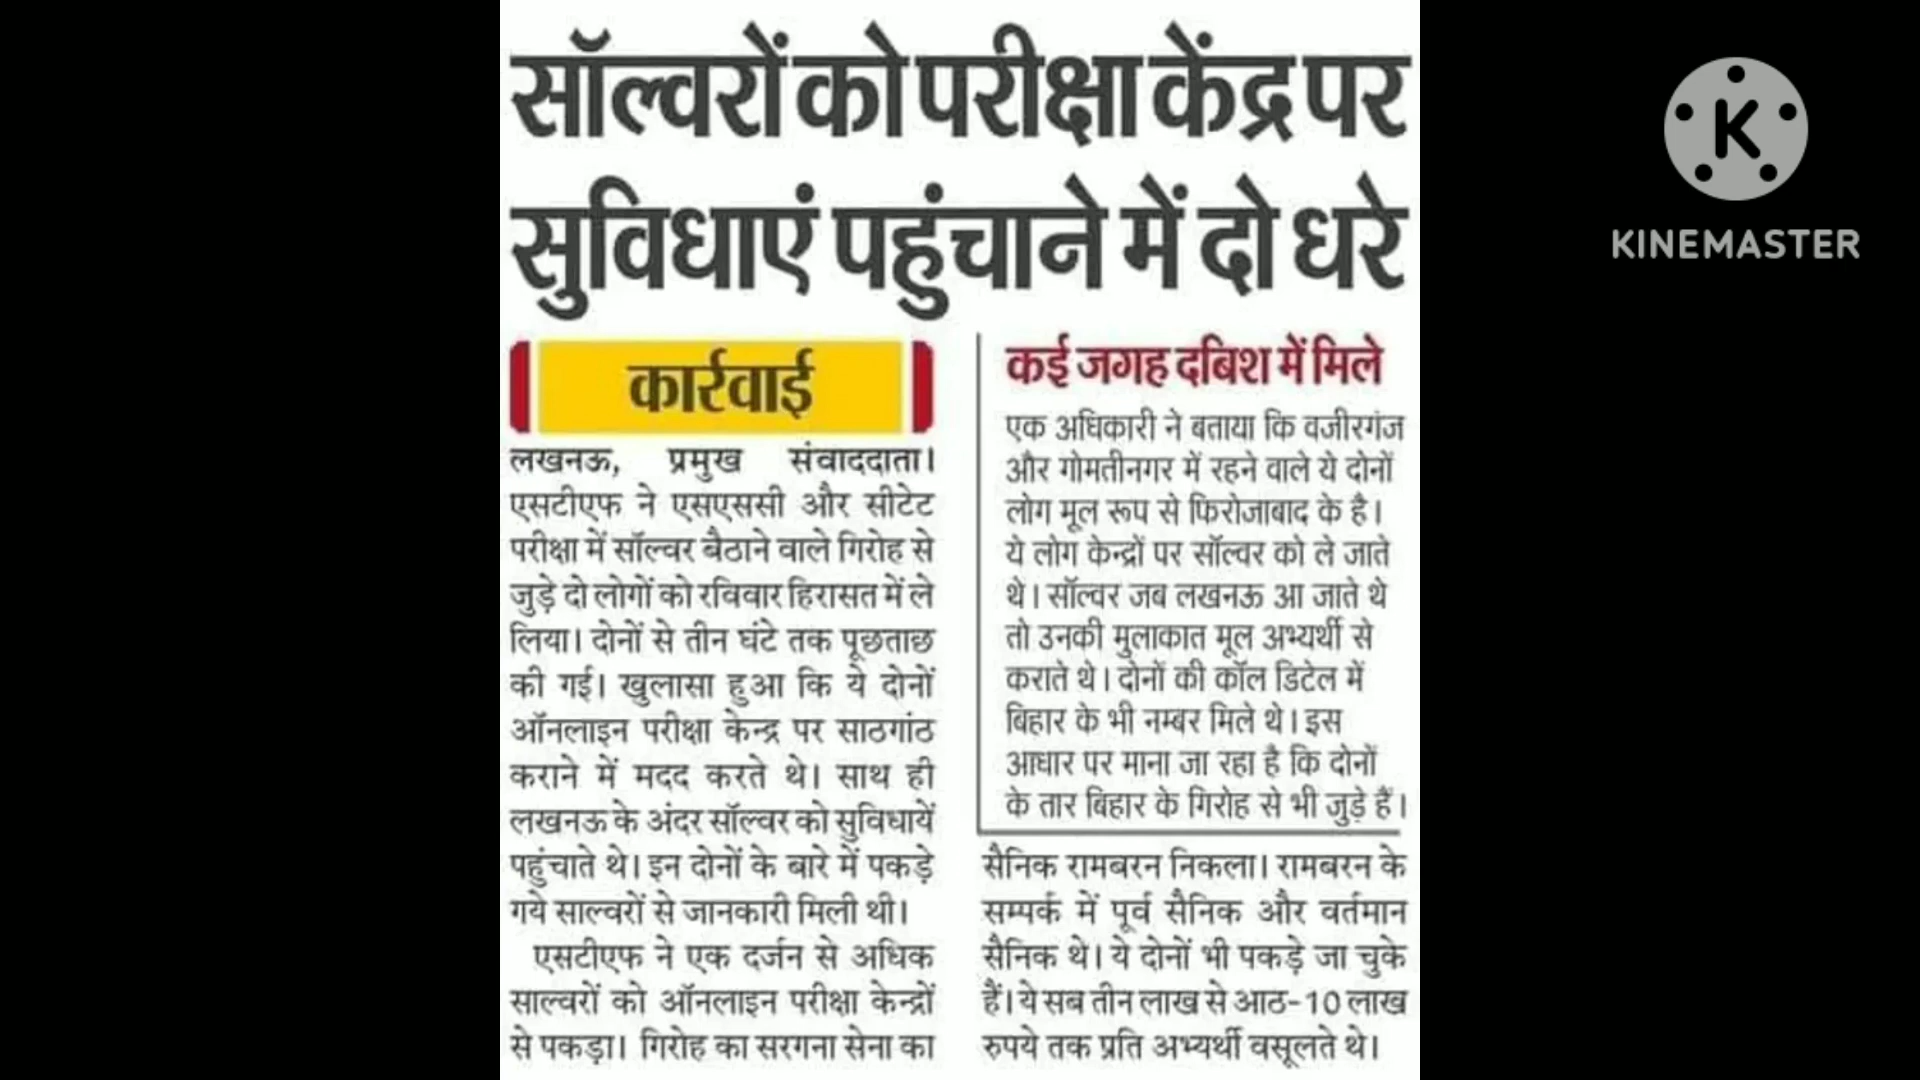 सॉल्वरों को परीक्षा केंद्र पर
सुविधाएं पहुंचाने में दो धरे
कार्रवाई
लखनऊ, प्रमुख संवाददाता।
एसटीएफ ने एसएससी और सीटेट
परीक्षा में सॉल्वर बैठाने वाले गिरोह से
जुड़े दो लोगों को रविवार हिरासत में ले
लिया। दोनों से तीन घंटे तक पूछताछ
की गई। खुलासा हुआ कि ये दोनों
ऑनलाइन परीक्षा केन्द्र पर साठगांठ
कराने में मदद करते थे। साथ ही
लखनऊ के अंदर सॉल्वर को सुविधायें
पहुंचाते थे। इन दोनों के बारे में पकड़े
गये साल्वरों से जानकारी मिली थी।
एसटीएफ ने एक दर्जन से अधिक
साल्वरों को ऑनलाइन परीक्षा केन्द्रों
से पकड़ा। गिरोह का सरगना सेना का
कई जगह दबिश में मिले
एक अधिकारी ने बताया कि वजीरगंज
और गोमतीनगर में रहने वाले ये दोनों
लोग मूल रूप से फिरोजाबाद के है।
ये लोग केन्द्रों पर सॉल्वर को ले जाते
थे। सॉल्वर जब लखनऊ आ जाते थे
तो उनकी मुलाकात मूल अभ्यर्थी से
कराते थे। दोनों की कॉल डिटेल में
बिहार के भी नम्बर मिले थे। इस
आधार पर माना जा रहा है कि दोनों
के तार बिहार के गिरोह से भी जुड़े हैं।
सैनिक रामबरन निकला। रामबरन के
सम्पर्क में पूर्व सैनिक और वर्तमान
सैनिक थे। ये दोनों भी पकड़े जा चुके
हैं। ये सब तीन लाख से आठ-10 लाख
रुपये तक प्रति अभ्यर्थी वसूलते थे।
K
KINEMASTER